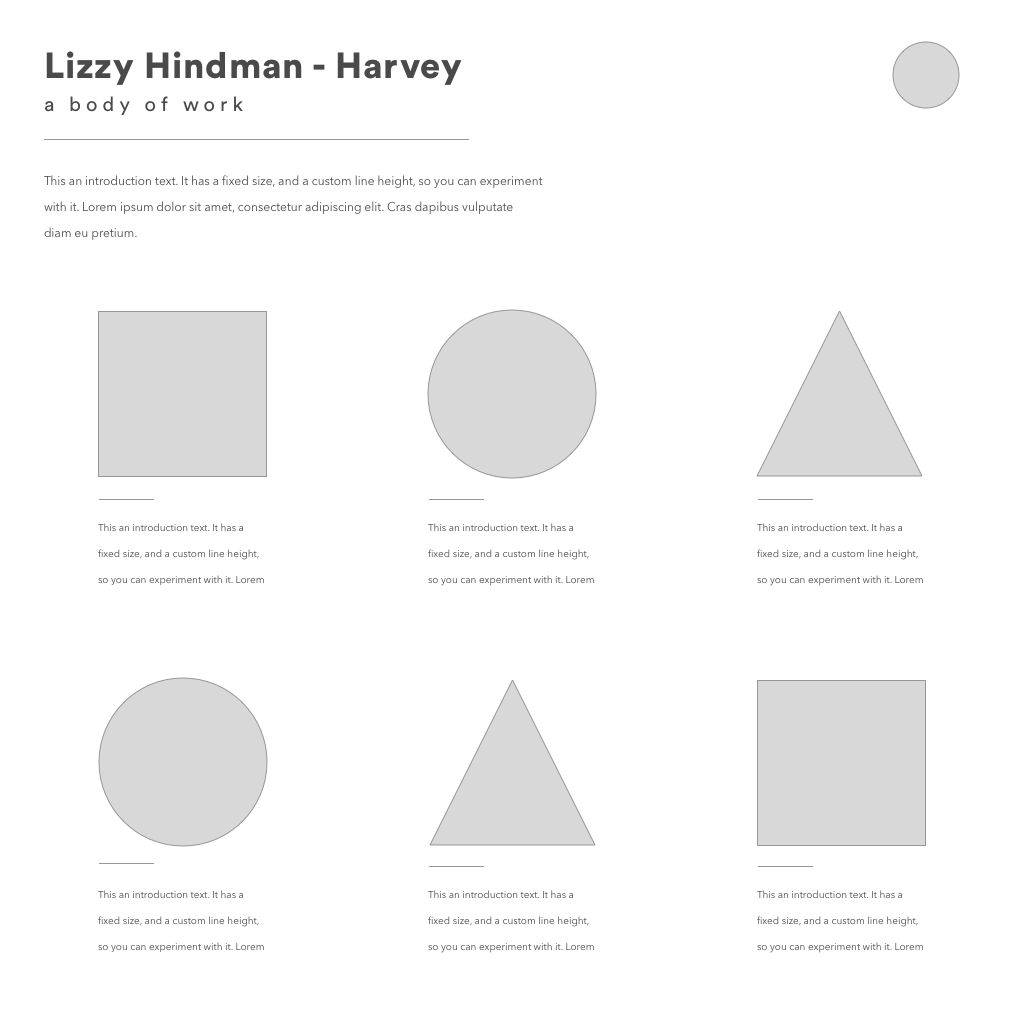 Lizzy Hindman - Harvey
a body of work
This an introduction text. It has a fixed size, and a custom line height, so you can experiment
with it. Lorem ipsum dolor sit amet, consectetur adipiscing elit. Cras dapibus vulputate
diam eu pretium.
This an introduction text. It has a
fixed size, and a custom line height,
so you can experiment with it. Lorem
This an introduction text. It has a
fixed size, and a custom line height,
so you can experiment with it. Lorem
This an introduction text. It has a
fixed size, and a custom line height,
so you can experiment with it. Lorem
This an introduction text. It has a
fixed size, and a custom line height,
so you can experiment with it. Lorem
This an introduction text. It has a
fixed size, and a custom line height,
so you can experiment with it. Lorem
This an introduction text. It has a
fixed size, and a custom line height,
so you can experiment with it. Lorem